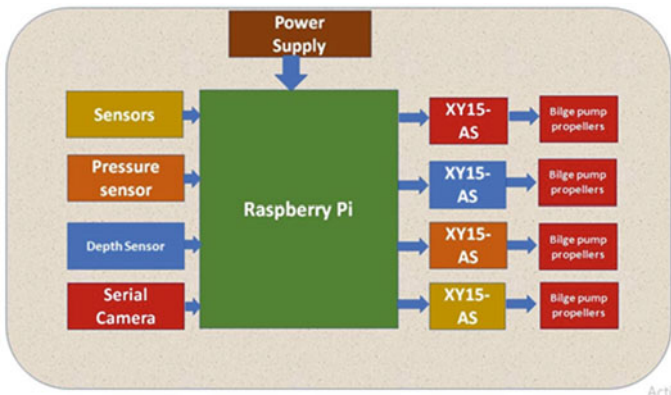 Power
Supply
Sensors
XY15-
AS
Bilge pump
propellers
Pressure
sensor
XY15-
AS
Bilge pump
propellers
Raspberry Pi
Depth Sensor
XY15-
AS
Bilge pump
propellers
Serial
Camera
XY15-
AS
Bilge pump
propellers
Acti